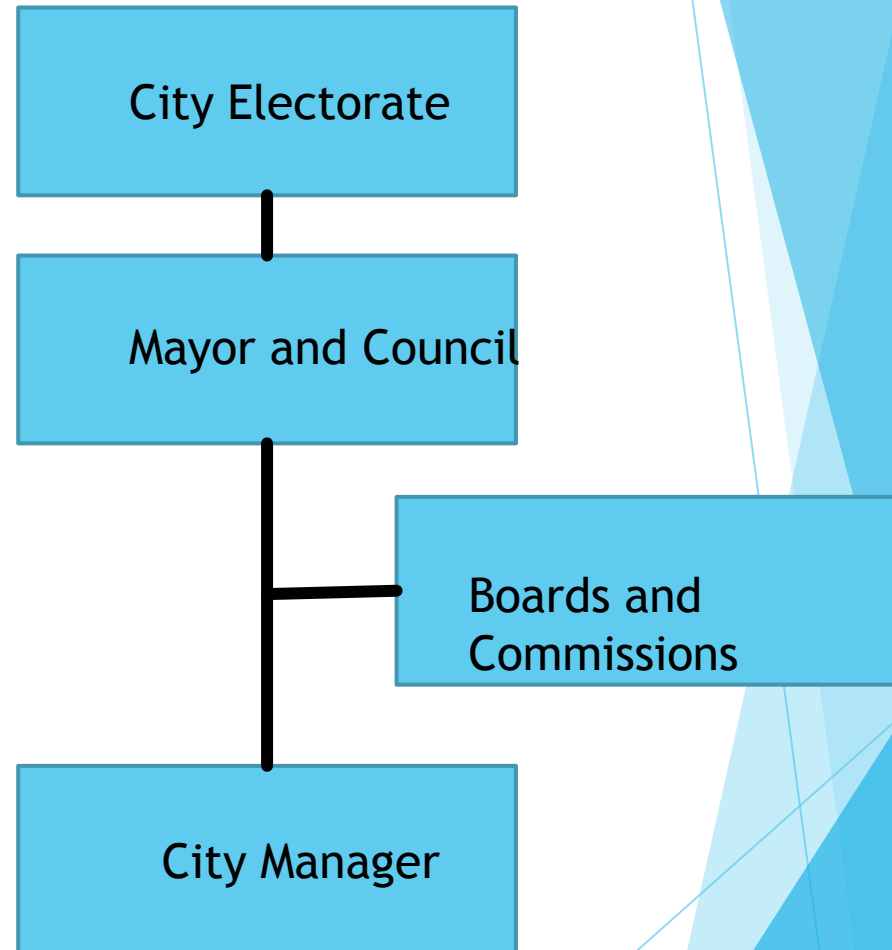 City Electorate
Mayor and Council
Boards and
Commissions
City Manager